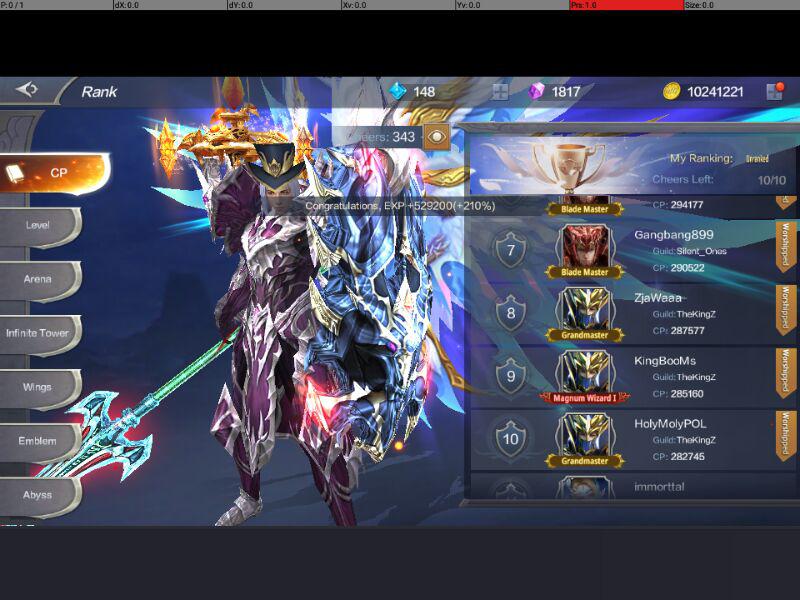 P: 0 / 1
dX: 0.0
dY: 0.0
Xv: 0.0
Yv: 0.0
Prs: 1.0
Size: 0.0
Rank
148
1817
10241221
Cheers: 343
My Ranking: Unranked
Cheers Left: 10/10
Congratulations, EXP +529200(+210%)
CP
Level
Arena
Infinite Tower
Wings
Emblem
Abyss
Blade Master
CP: 294177
7
Blade Master
Gangbang899
Guild: Silent_Ones
CP: 290522
Worshipped
8
Grandmaster
ZjaWaaa
Guild: TheKingZ
CP: 287577
Worshipped
9
Magnum Wizard I
KingBooMs
Guild: TheKingZ
CP: 285160
Worshipped
10
Grandmaster
HolyMolyPOL
Guild: TheKingZ
CP: 282745
Worshipped
immorttal